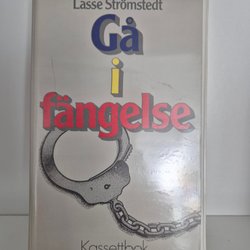 Lasse Strömstedt
Gå
i
fängelse
Kassettbok